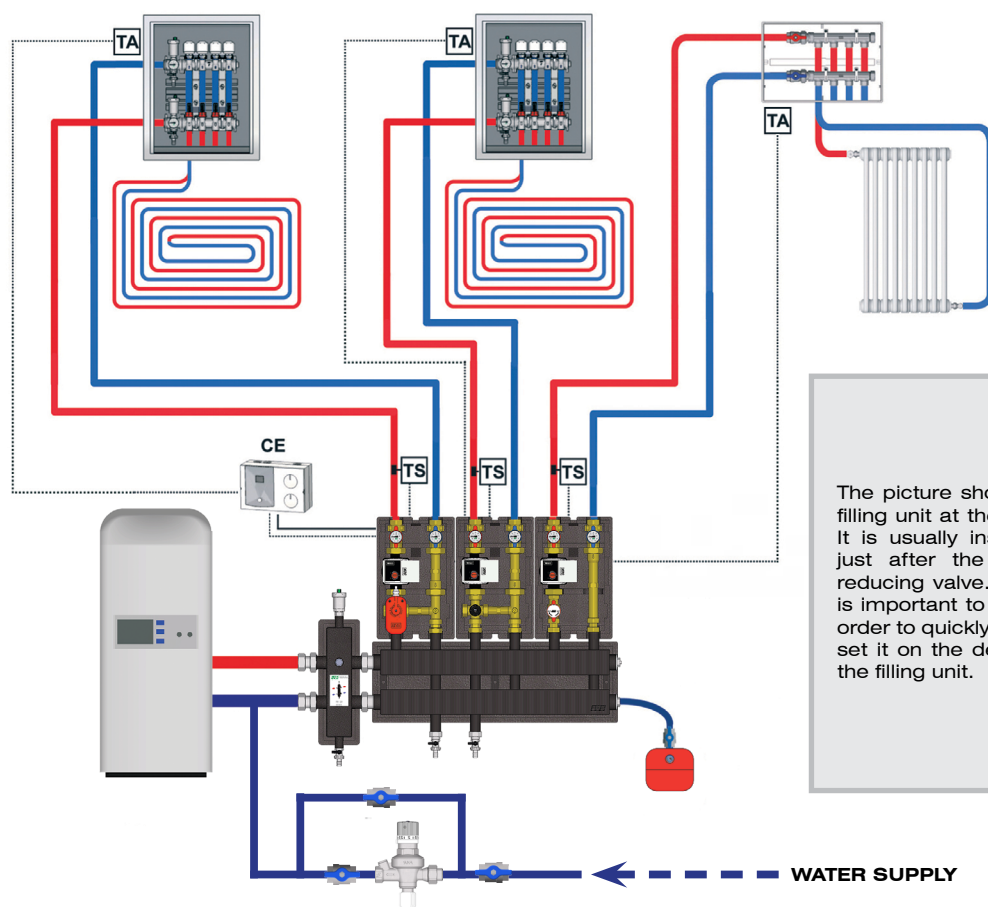 TA
TA
TA
CE
TS
TS
TS
The picture sho
filling unit at the
It is usually ins
just after the
reducing valve.
is important to
order to quickly
set it on the de
the filling unit.
WATER SUPPLY